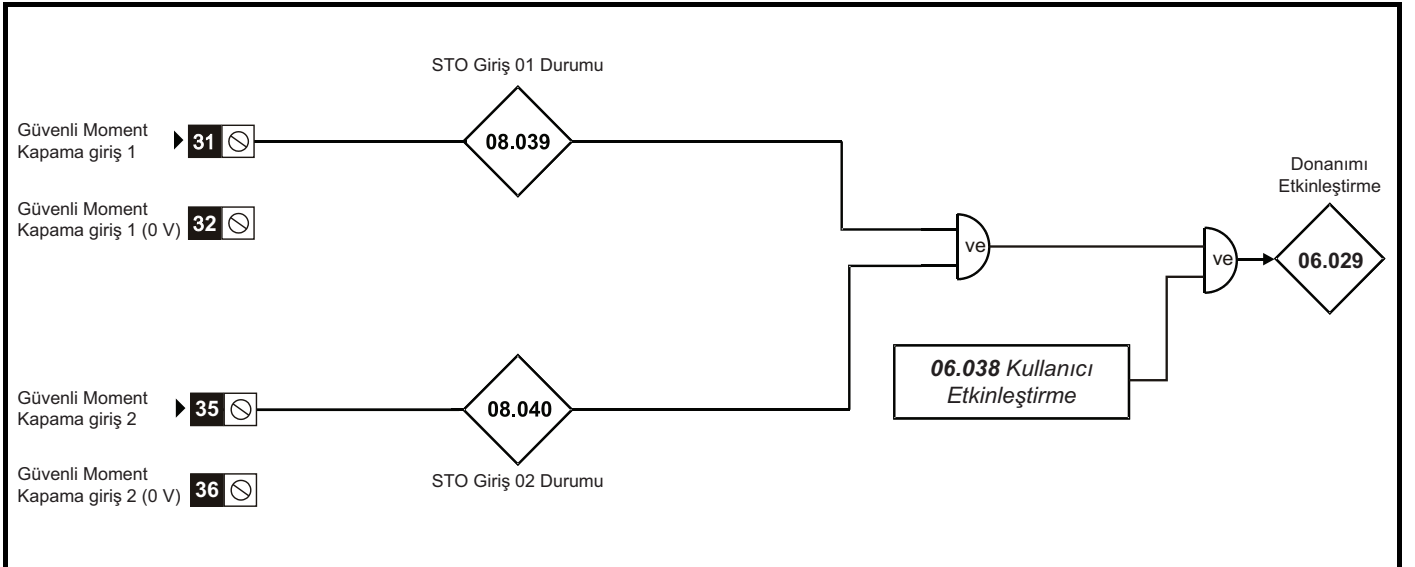 STO Giriş 01 Durumu
Güvenli Moment
Kapama giriş 1
31
08.039
Güvenli Moment
Kapama giriş 1 (0 V)
32
ve
ve
Donanımı
Etkinleştirme
06.029
06.038 Kullanıcı
Etkinleştirme
Güvenli Moment
Kapama giriş 2
35
08.040
STO Giriş 02 Durumu
Güvenli Moment
Kapama giriş 2 (0 V)
36